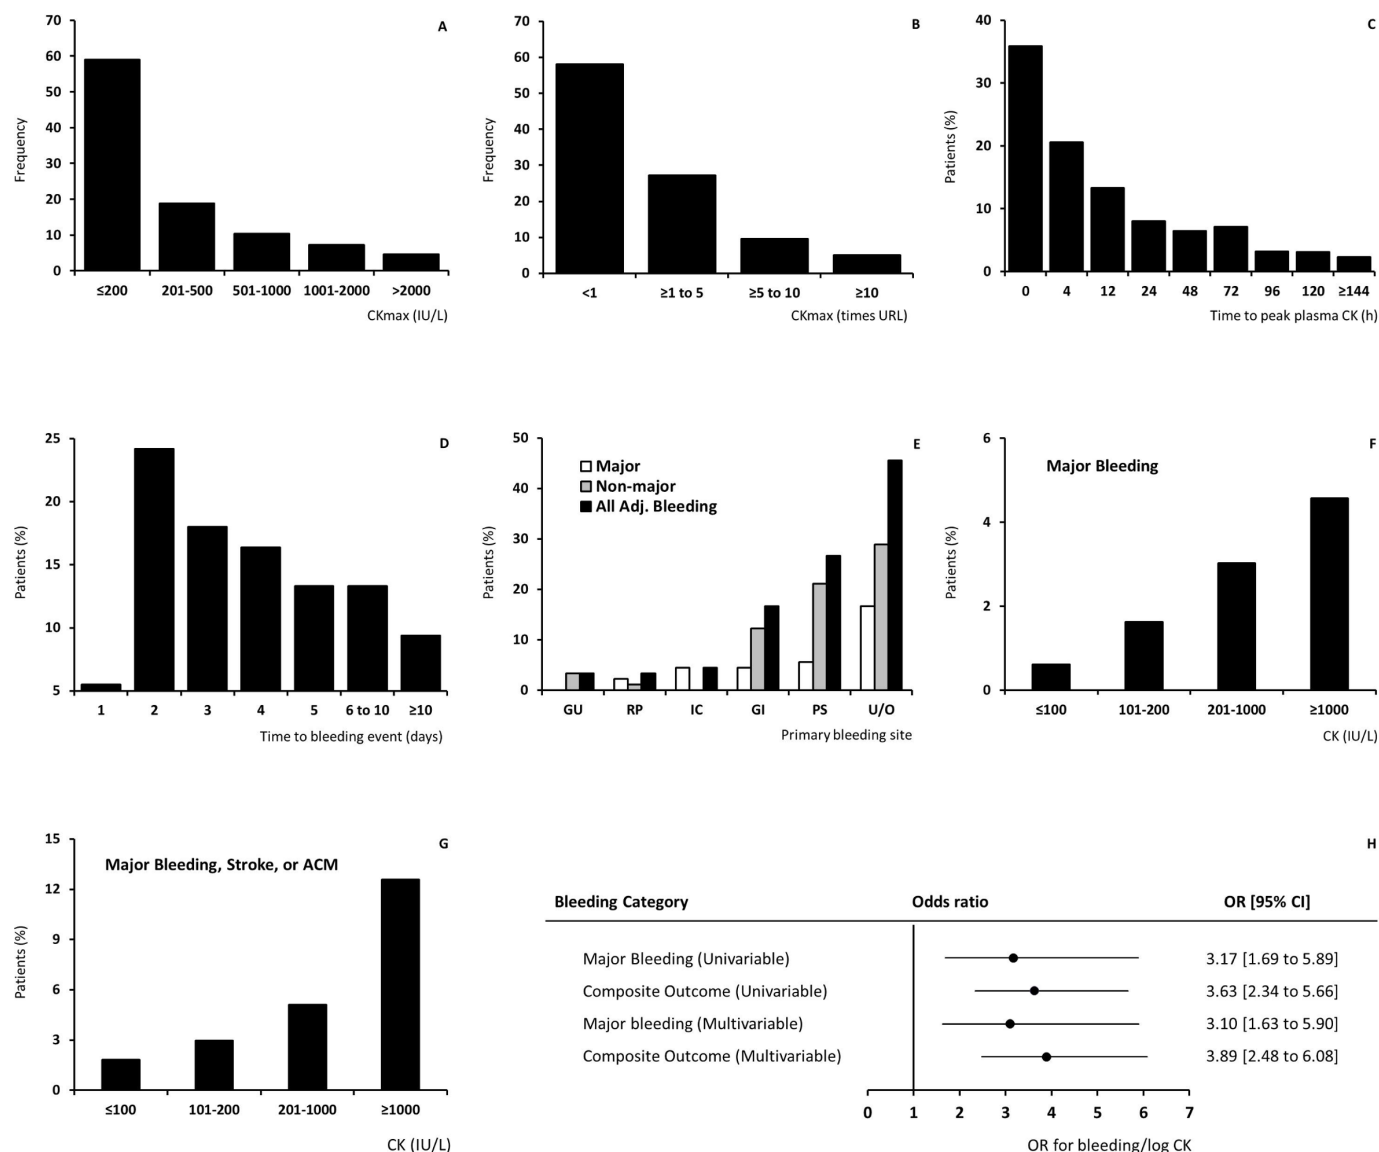 A
70
60
50
40
30
20
10
0
Frequency
≤200 201-500 501-1000 1001-2000 >2000
CKmax (IU/L)
B
70
60
50
40
30
20
10
0
Frequency
<1 ≥1 to 5 ≥5 to 10 ≥10
CKmax (times URL)
C
40
30
20
10
0
Patients (%)
0 4 12 24 48 72 96 120 ≥144
Time to peak plasma CK (h)
D
25
20
15
10
5
Patients (%)
1 2 3 4 5 6 to 10 ≥10
Time to bleeding event (days)
E
50
40
30
20
10
0
Patients (%)
Major
Non-major
All Adj. Bleeding
GU RP IC GI PS U/O
Primary bleeding site
F
Major Bleeding
6
4
2
0
Patients (%)
≤100 101-200 201-1000 ≥1000
CK (IU/L)
G
Major Bleeding, Stroke, or ACM
15
12
9
6
3
0
Patients (%)
≤100 101-200 201-1000 ≥1000
CK (IU/L)
H
Bleeding Category Odds ratio OR [95% CI]
Major Bleeding (Univariable) 3.17 [1.69 to 5.89]
Composite Outcome (Univariable) 3.63 [2.34 to 5.66]
Major bleeding (Multivariable) 3.10 [1.63 to 5.90]
Composite Outcome (Multivariable) 3.89 [2.48 to 6.08]
0 1 2 3 4 5 6 7
OR for bleeding/log CK